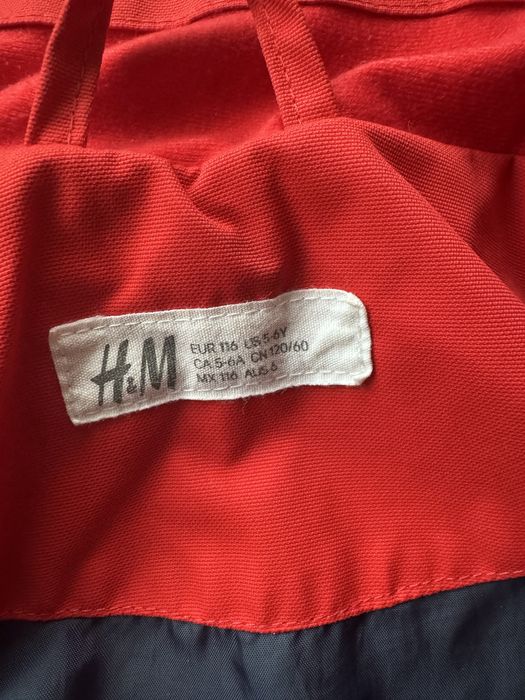 H&M
EUR 116 US 5-6Y
CA 5-6A CN 120/60
MX 116 AUS 6